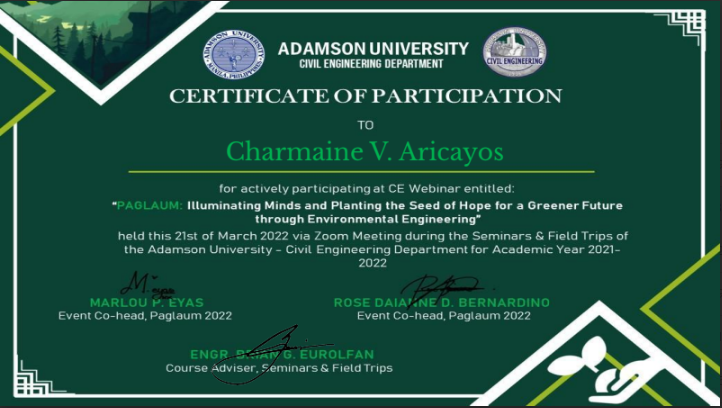 ADAMSON UNIVERSITY
MANILA, PHILIPPINES
ADAMSON UNIVERSITY
CIVIL ENGINEERING DEPARTMENT
CIVIL ENGINEERING
CERTIFICATE OF PARTICIPATION
TO
Charmaine V. Aricayos
for actively participating at CE Webinar entitled:
"PAGLAUM: Illuminating Minds and Planting the Seed of Hope for a Greener Future
through Environmental Engineering"
held this 21st of March 2022 via Zoom Meeting during the Seminars & Field Trips of
the Adamson University - Civil Engineering Department for Academic Year 2021-
2022
MARLOU P. EYAS
Event Co-head, Paglaum 2022
ROSE DAIANNE D. BERNARDINO
Event Co-head, Paglaum 2022
ENGR. BRIAN G. EUROLFAN
Course Adviser, Seminars & Field Trips